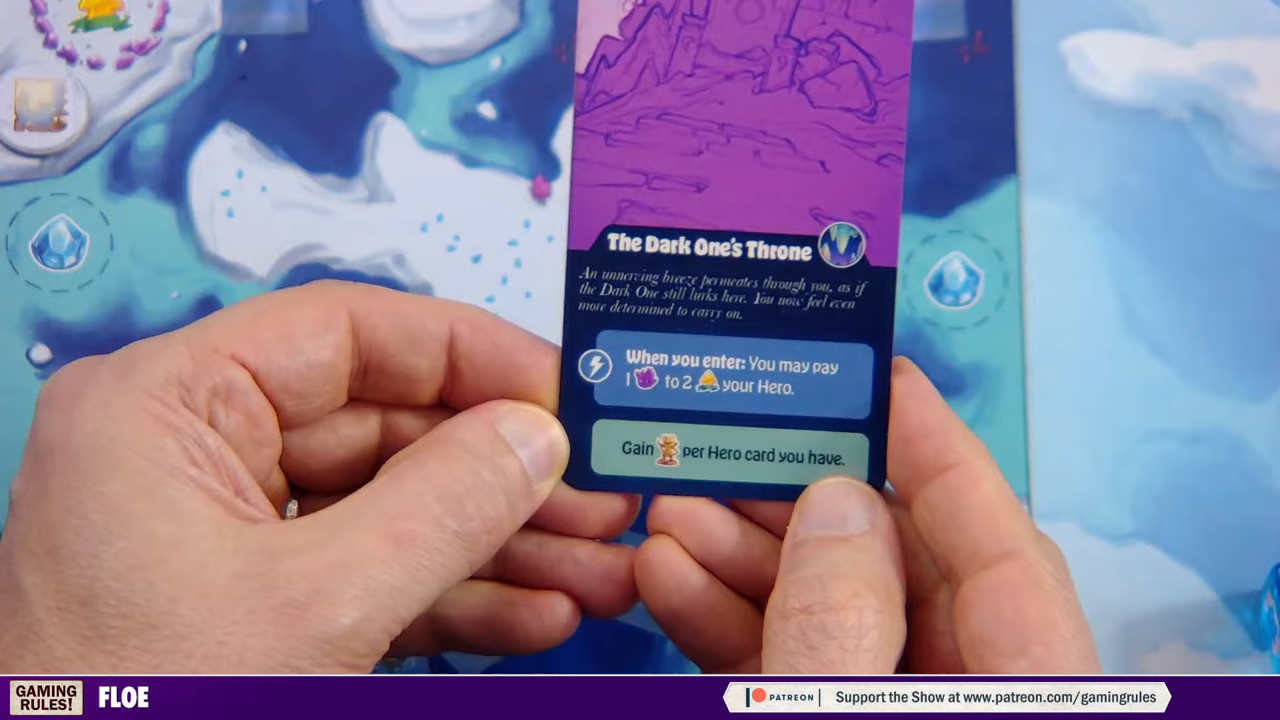 The Dark One's Throne
An unnerving breeze permeates through you, as if
the Dark One still lurks here. You now feel even
more determined to carry on.
When you enter: You may pay
1 to 2 your Hero.
Gain per Hero card you have.
GAMING
RULES!
FLOE
PATREON
Support the Show at www.patreon.com/gamingrules